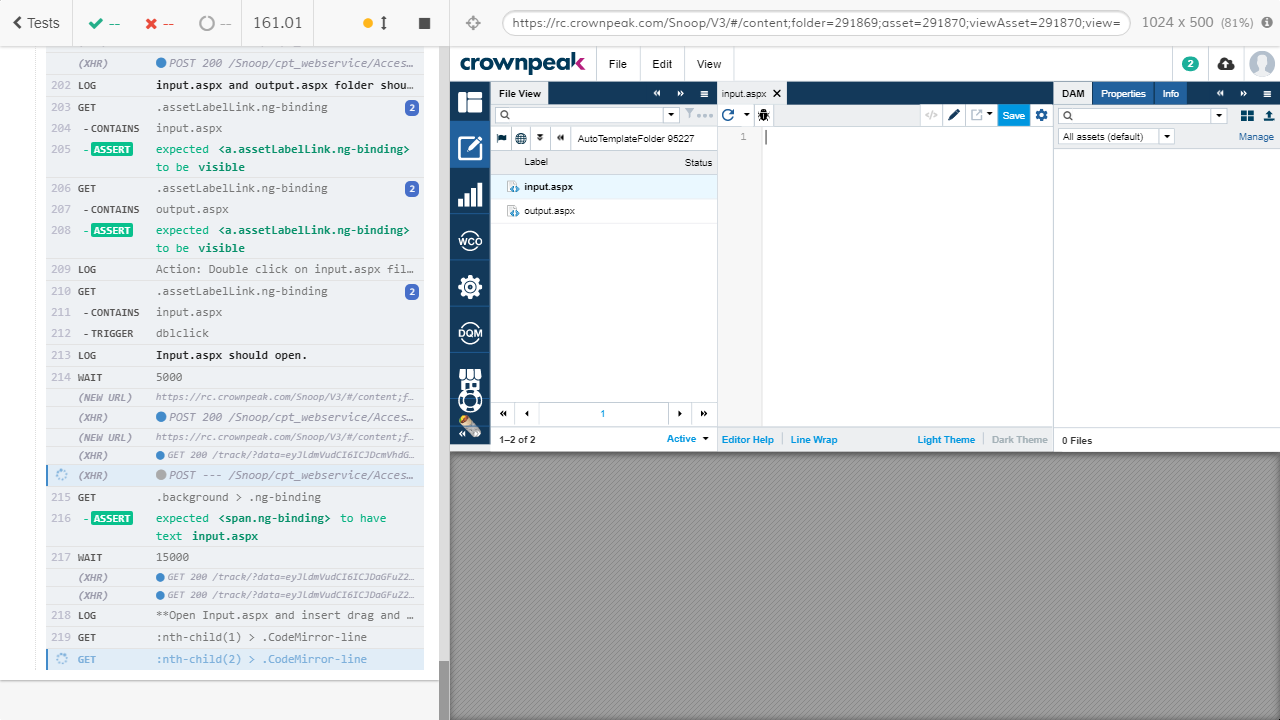 Tests
--
--
--
161.01
https://rc.crownpeak.com/Snoop/V3/#/content;folder=291869;asset=291870;viewAsset=291870;view=
1024 x 500 (81%)
(XHR) POST 200 /Snoop/cpt_webservice/Acces...
202 LOG input.aspx and output.aspx folder shou...
203 GET .assetLabelLink.ng-binding 2
204 -CONTAINS input.aspx
205 -ASSERT expected <a.assetLabelLink.ng-binding>
to be visible
206 GET .assetLabelLink.ng-binding 2
207 -CONTAINS output.aspx
208 -ASSERT expected <a.assetLabelLink.ng-binding>
to be visible
209 LOG Action: Double click on input.aspx fil...
210 GET .assetLabelLink.ng-binding 2
211 -CONTAINS input.aspx
212 -TRIGGER dblclick
213 LOG Input.aspx should open.
214 WAIT 5000
(NEW URL) https://rc.crownpeak.com/Snoop/V3/#/content;f...
(XHR) POST 200 /Snoop/cpt_webservice/Acces...
(NEW URL) https://rc.crownpeak.com/Snoop/V3/#/content;f...
(XHR) GET 200 /track/?data=eyJldmVudCI6ICJDcmVhdG...
(XHR) POST --- /Snoop/cpt_webservice/Acces...
215 GET .background > .ng-binding
216 -ASSERT expected <span.ng-binding> to have
text input.aspx
217 WAIT 15000
(XHR) GET 200 /track/?data=eyJldmVudCI6ICJDaGFuZ2...
(XHR) GET 200 /track/?data=eyJldmVudCI6ICJDaGFuZ2...
218 LOG **Open Input.aspx and insert drag and ...
219 GET :nth-child(1) > .CodeMirror-line
GET :nth-child(2) > .CodeMirror-line
crownpeak File Edit View 2
File View
AutoTemplateFolder 95227
Label Status
input.aspx
output.aspx
WCO
DQM
1
1–2 of 2 Active
input.aspx
Save
1
Editor Help Line Wrap Light Theme Dark Theme
DAM Properties Info
All assets (default) Manage
0 Files